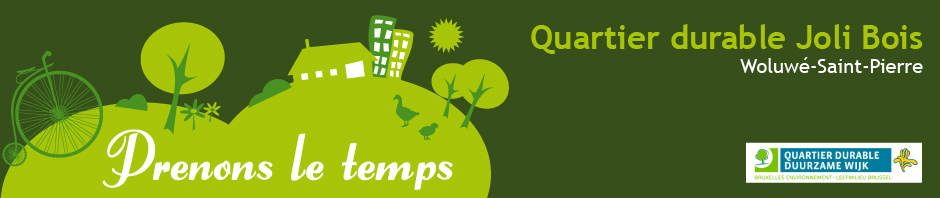 Quartier durable Joli Bois
Woluwé-Saint-Pierre
Prenons le temps
QUARTIER DURABLE
DUURZAME WIJK
BRUXELLES ENVIRONNEMENT - LEEFMILIEU BRUSSEL